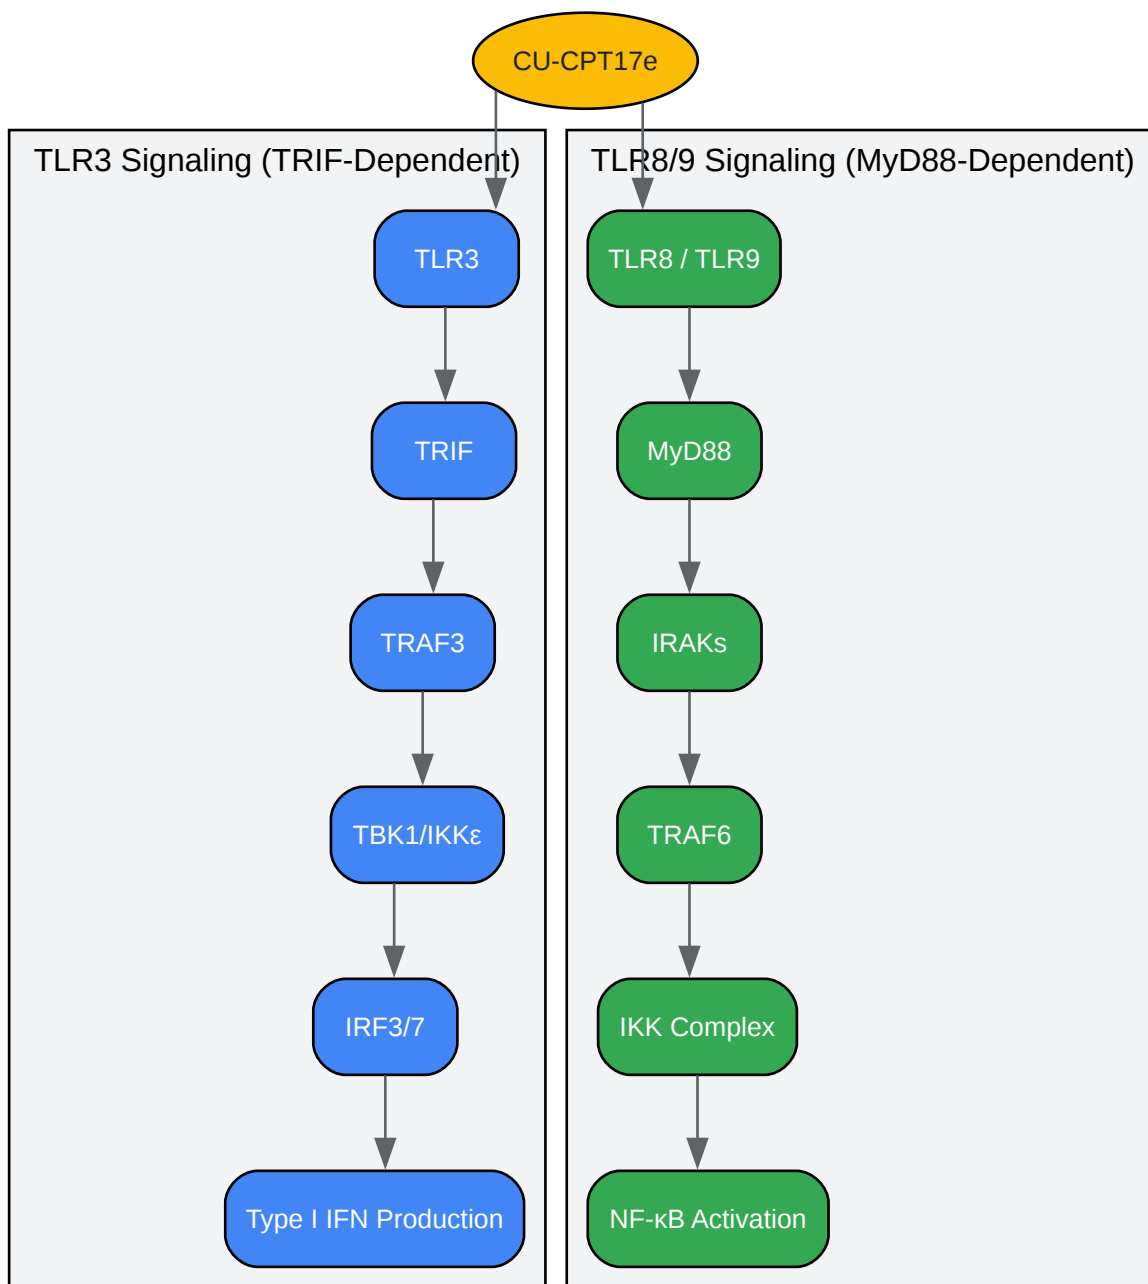 CU-CPT17e
TLR3 Signaling (TRIF-Dependent)
TLR3
TRIF
TRAF3
TBK1/IKKε
IRF3/7
Type I IFN Production
TLR8/9 Signaling (MyD88-Dependent)
TLR8 / TLR9
MyD88
IRAKs
TRAF6
IKK Complex
NF-κB Activation